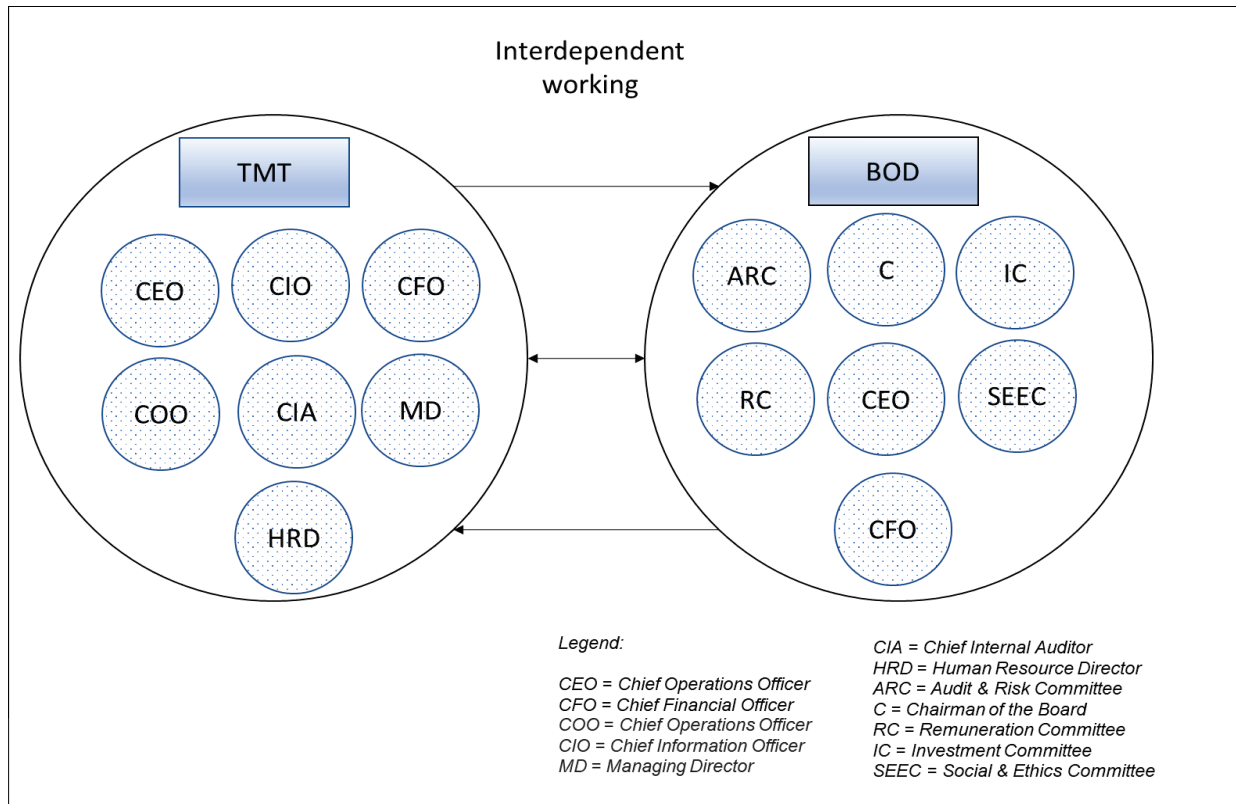 Interdependent
working
TMT
CEO
CIO
CFO
COO
CIA
MD
HRD
BOD
ARC
C
IC
RC
CEO
SEEC
CFO
Legend:
CEO = Chief Operations Officer
CFO = Chief Financial Officer
COO = Chief Operations Officer
CIO = Chief Information Officer
MD = Managing Director
CIA = Chief Internal Auditor
HRD = Human Resource Director
ARC = Audit & Risk Committee
C = Chairman of the Board
RC = Remuneration Committee
IC = Investment Committee
SEEC = Social & Ethics Committee